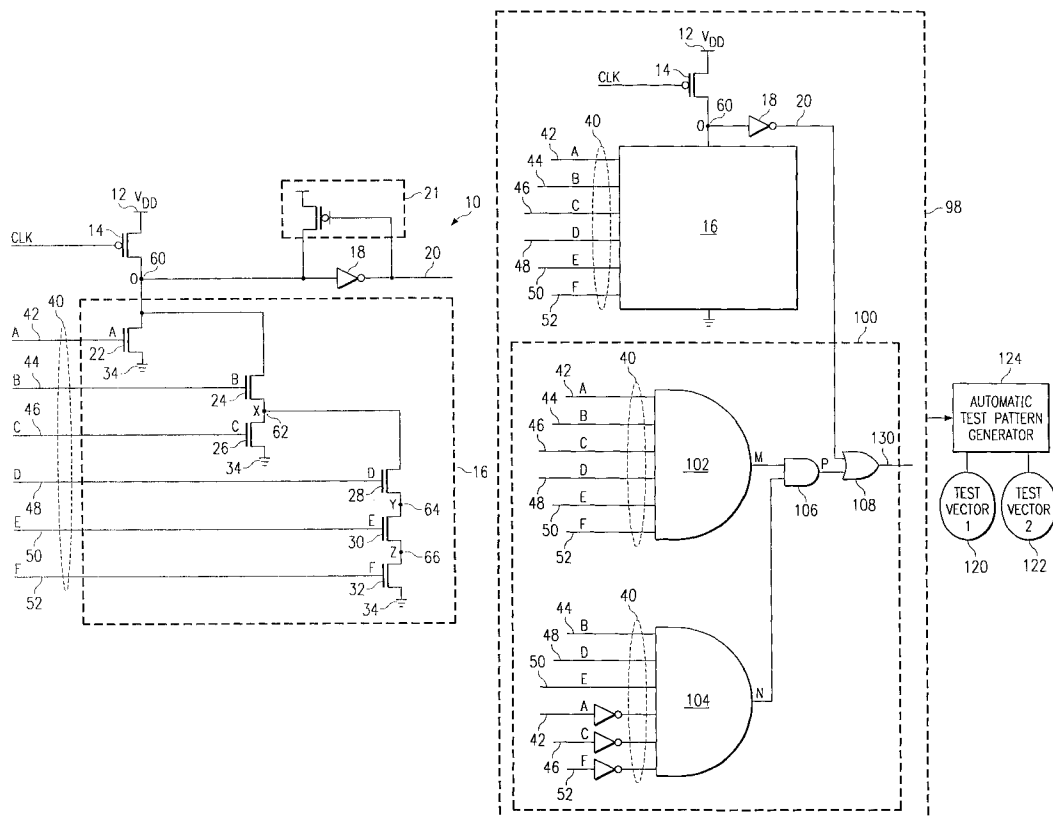 12 VDD
14
CLK
60
O
21
10
18
20
40
42 A A
22
34
44 B B
24
X
62
46 C C
26
34
D D
48
28
16
Y
64
E E
50
30
Z
66
F F
52
32
34
12 VDD
14
CLK
60
18
20
O
40
42 A
44 B
46 C
D
48
E
50
F
52
16
98
100
40
42 A
44 B
46 C
D
48
E
50
F
52
102
M
106
P
108
130
40
44 B
48 D
50 E
A
42
C
46
F
52
104
N
124
AUTOMATIC
TEST PATTERN
GENERATOR
TEST
VECTOR
1
TEST
VECTOR
2
120
122